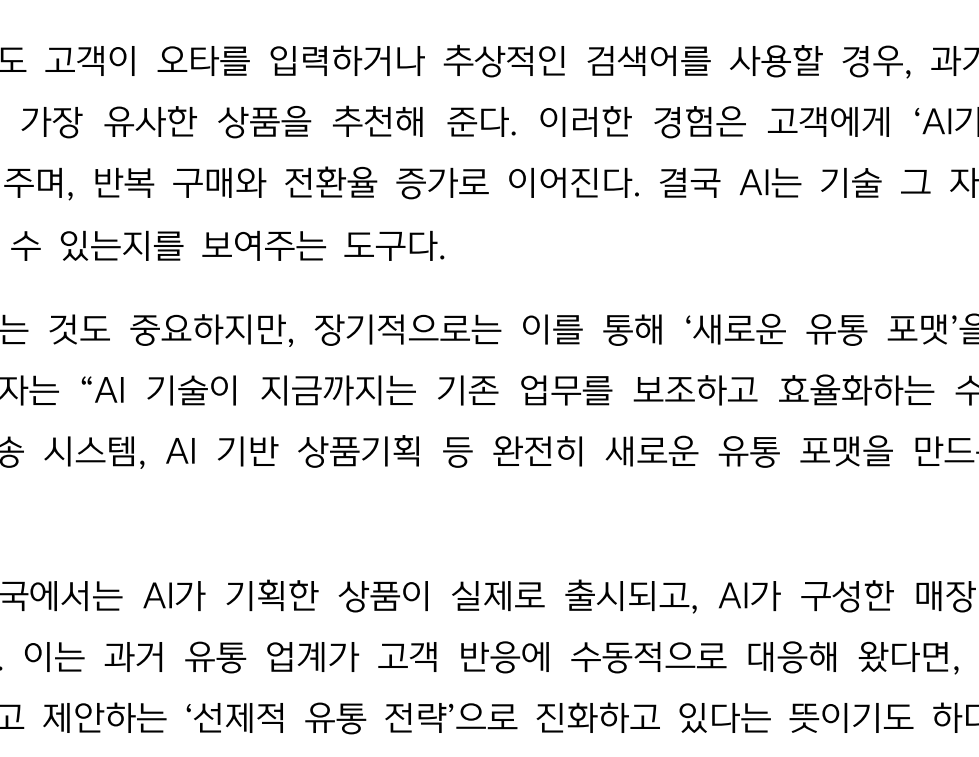 도 고객이 오타를 입력하거나 추상적인 검색어를 사용할 경우, 과거
가장 유사한 상품을 추천해 준다. 이러한 경험은 고객에게 ‘AI가
주며, 반복 구매와 전환율 증가로 이어진다. 결국 AI는 기술 그 자
수 있는지를 보여주는 도구다.
는 것도 중요하지만, 장기적으로는 이를 통해 ‘새로운 유통 포맷’을
자는 “AI 기술이 지금까지는 기존 업무를 보조하고 효율화하는 수
송 시스템, AI 기반 상품기획 등 완전히 새로운 유통 포맷을 만드는
국에서는 AI가 기획한 상품이 실제로 출시되고, AI가 구성한 매장
. 이는 과거 유통 업계가 고객 반응에 수동적으로 대응해 왔다면,
고 제안하는 ‘선제적 유통 전략’으로 진화하고 있다는 뜻이기도 하다